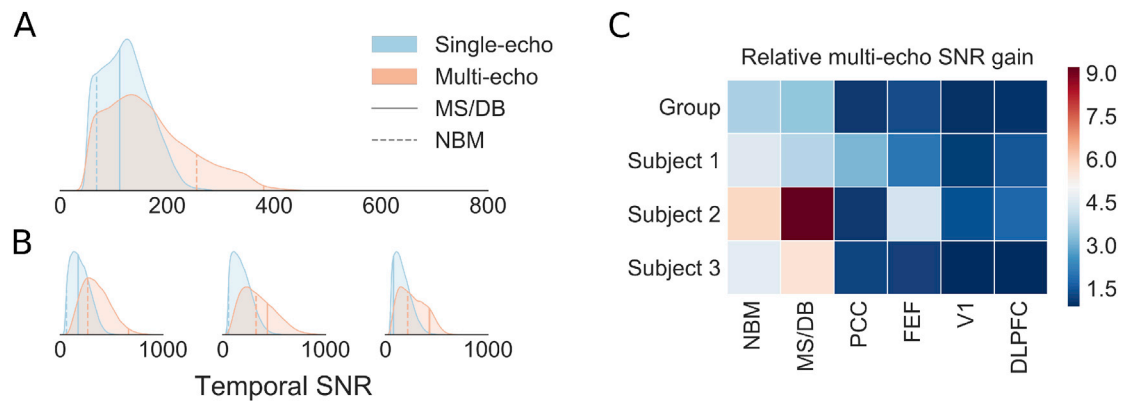 A
Single-echo
Multi-echo
MS/DB
NBM
0 200 400 600 800
B
0 1000 0 1000 0 1000
Temporal SNR
C
Relative multi-echo SNR gain
Group
Subject 1
Subject 2
Subject 3
NBM MS/DB PCC FEF V1 DLPFC
9.0
7.5
6.0
4.5
3.0
1.5